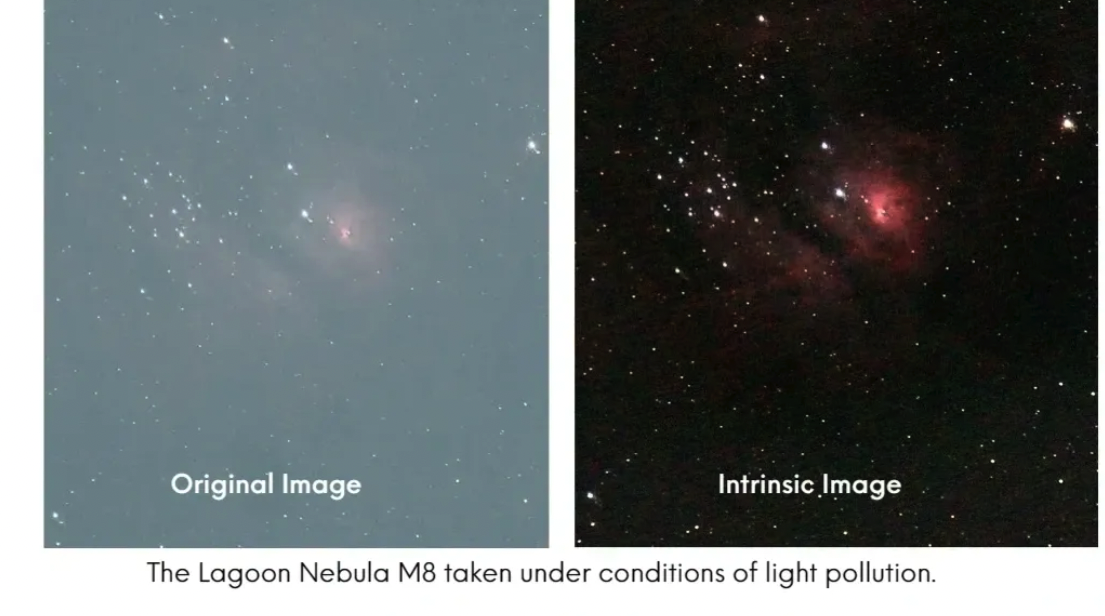 Original Image
Intrinsic Image
The Lagoon Nebula M8 taken under conditions of light pollution.